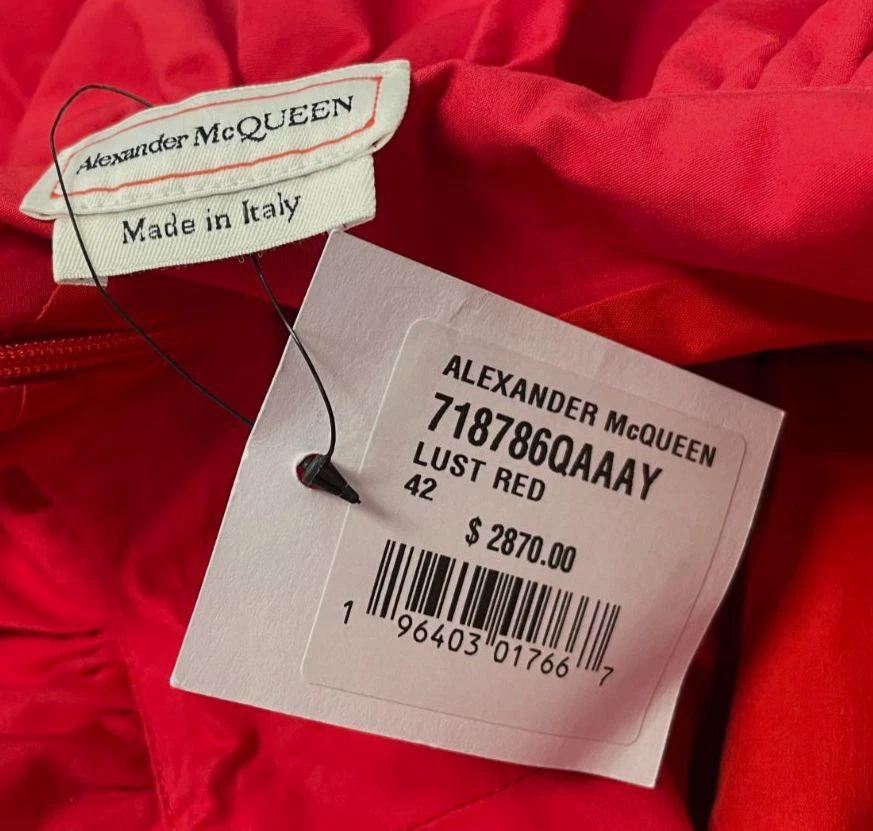 Alexander McQUEEN
Made in Italy
ALEXANDER McQUEEN
718786QAAAY
LUST RED
42
$ 2870.00
1 96403 01766 7